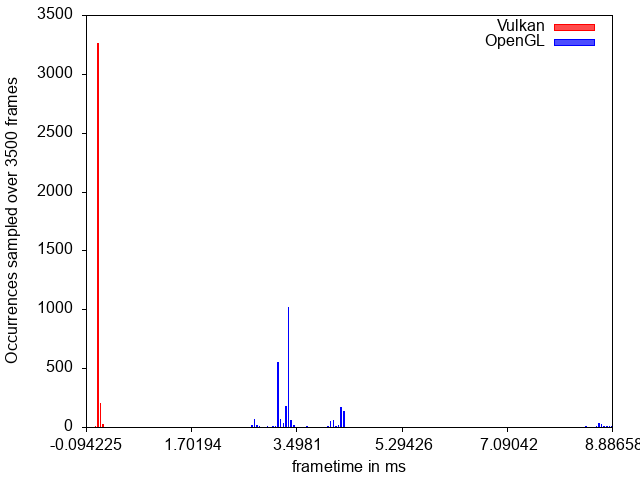 Vulkan
OpenGL
Occurrences sampled over 3500 frames
3500
3000
2500
2000
1500
1000
500
0
-0.094225 1.70194 3.4981 5.29426 7.09042 8.88658
frametime in ms